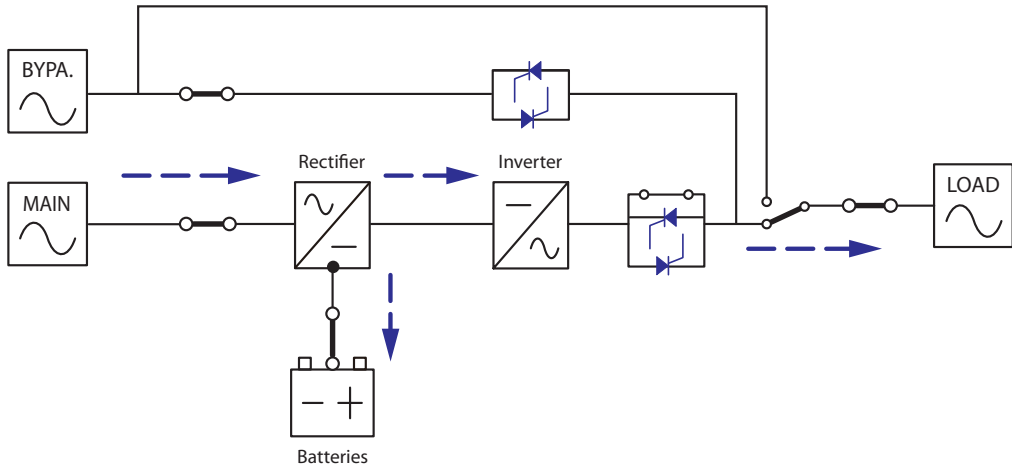 BYPA.
Rectifier
Inverter
MAIN
LOAD
Batteries